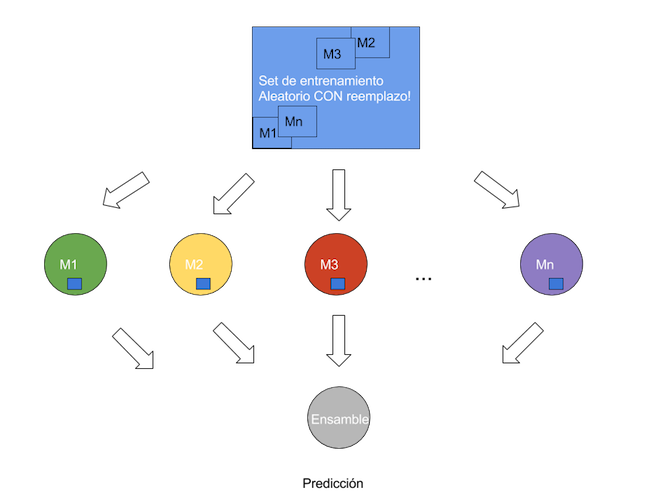 M2
M3
Set de entrenamiento
Aleatorio CON reemplazo!
Mn
M1
M1
M2
M3
...
Mn
Ensamble
Predicción